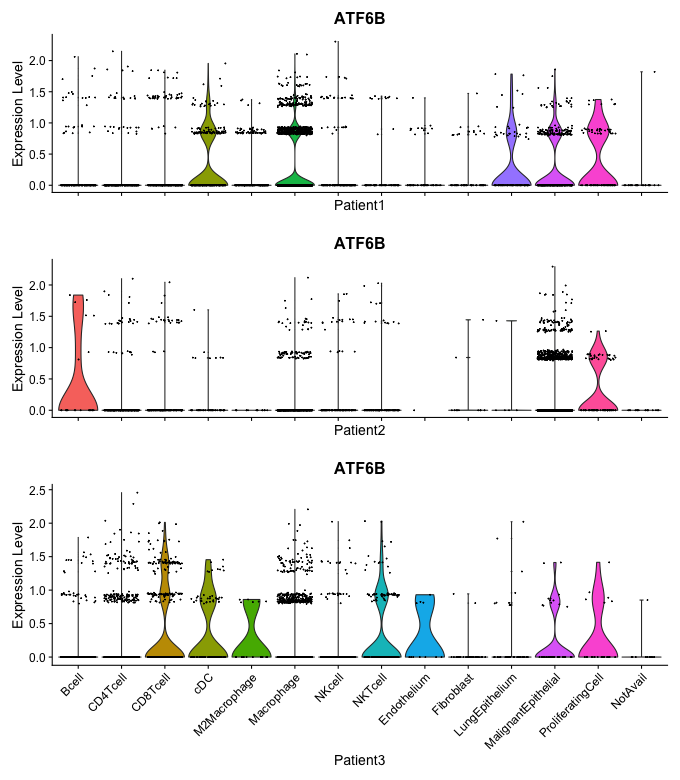 ATF6B
Expression Level
2.0
1.5
1.0
0.5
0.0
Patient1
ATF6B
Expression Level
2.0
1.5
1.0
0.5
0.0
Patient2
ATF6B
Expression Level
2.5
2.0
1.5
1.0
0.5
0.0
Bcell
CD4Tcell
CD8Tcell
cDC
M2Macrophage
Macrophage
NKcell
NKTcell
Endothelium
Fibroblast
LungEpithelium
MalignantEpithelial
ProliferatingCell
NotAvail
Patient3